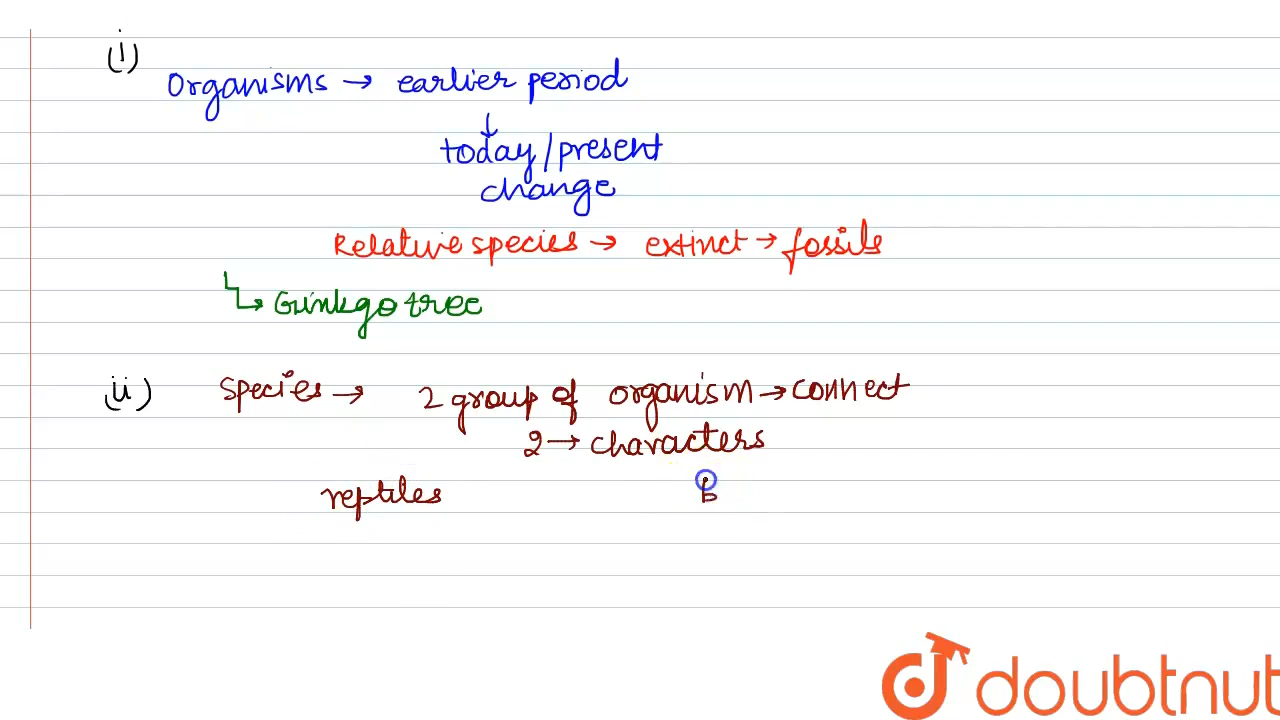 (i)
Organisms → earlier period
↓
today/present
change
Relative species → extinct → fossils
↳ Ginkgo tree
(ii) Species → 2 group of organism → connect
2 → characters
reptiles b
doubtnut